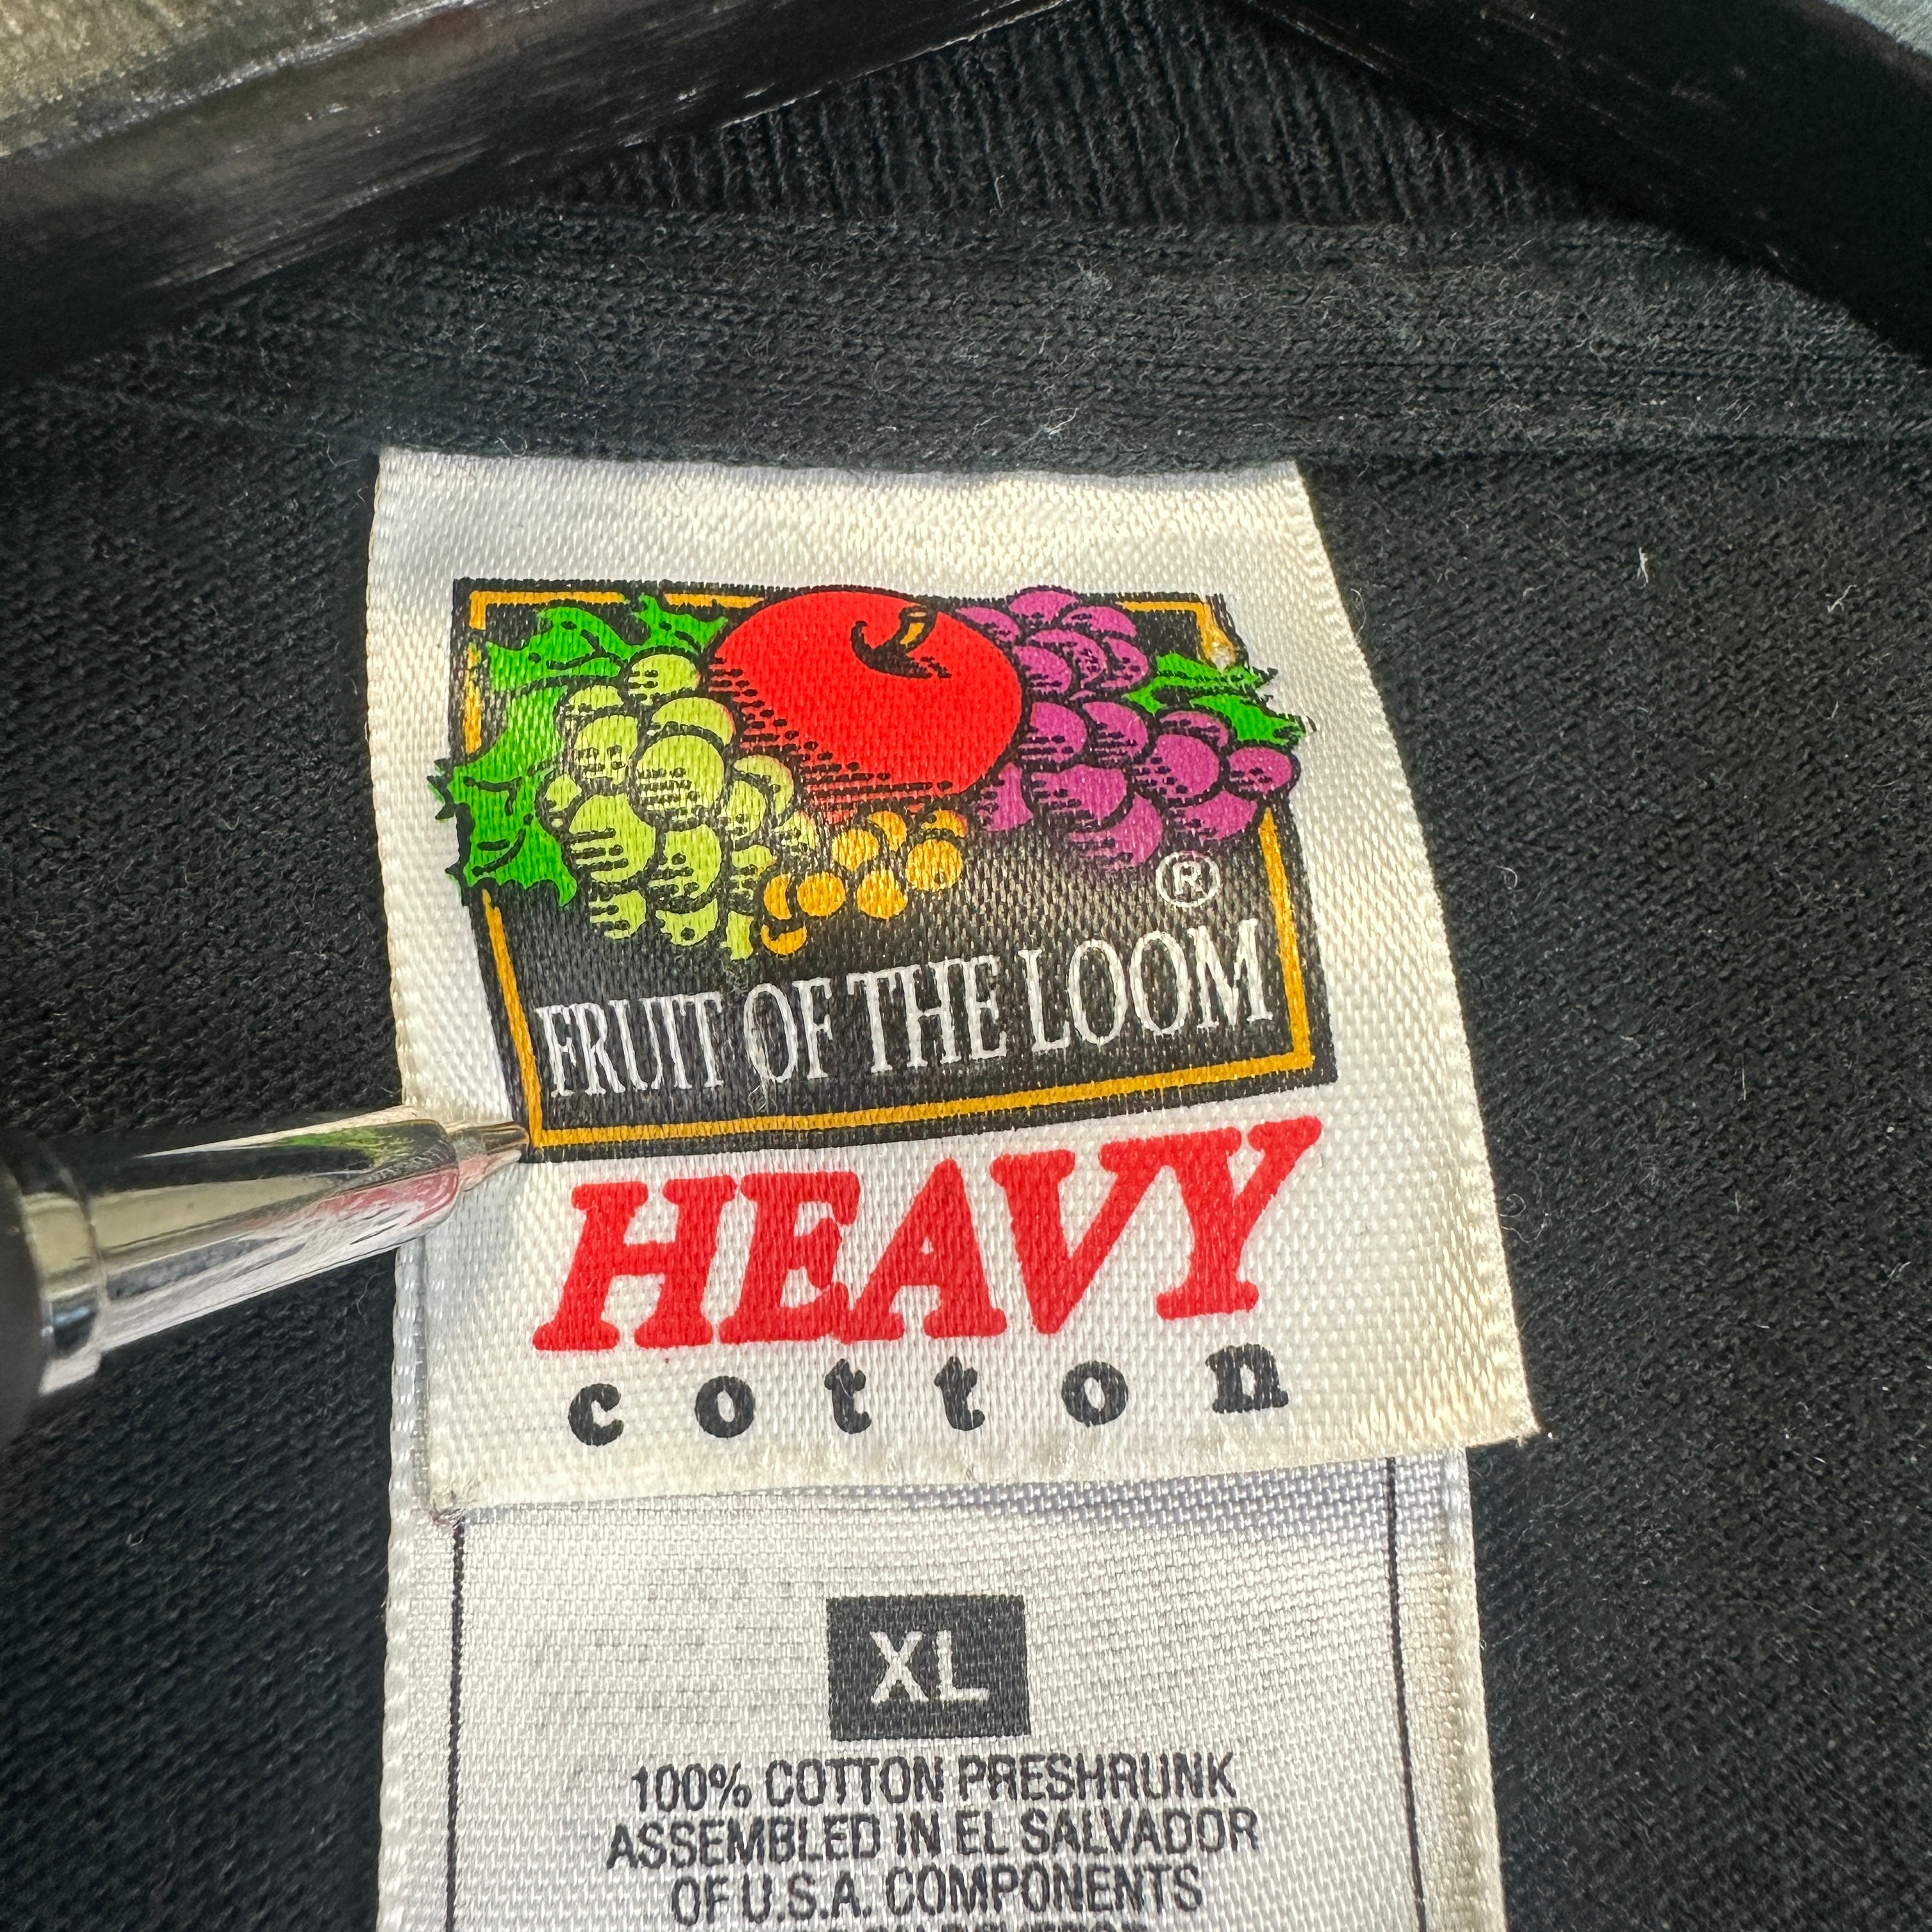 ®
FRUIT OF THE LOOM
HEAVY
cotton
XL
100% COTTON PRESHRUNK
ASSEMBLED IN EL SALVADOR
OF U.S.A. COMPONENTS